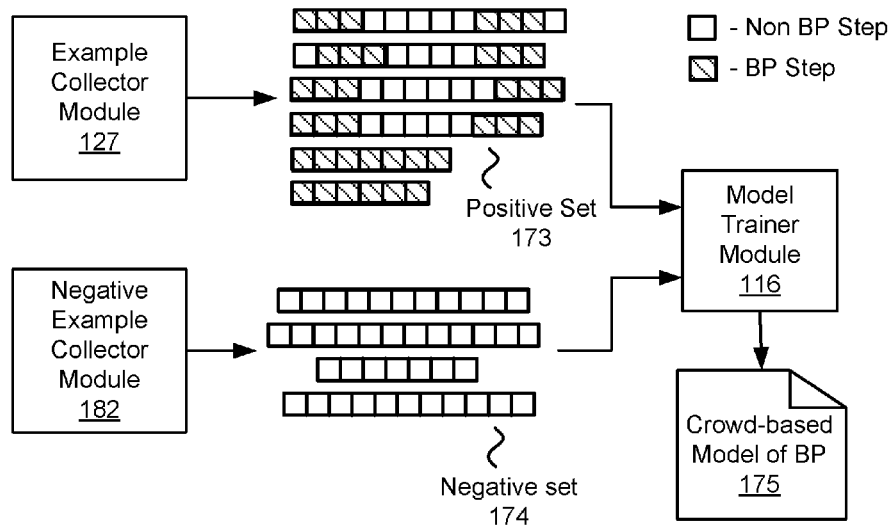 Example
Collector
Module
127
- Non BP Step
- BP Step
Positive Set
173
Model
Trainer
Module
116
Negative
Example
Collector
Module
182
Negative set
174
Crowd-based
Model of BP
175